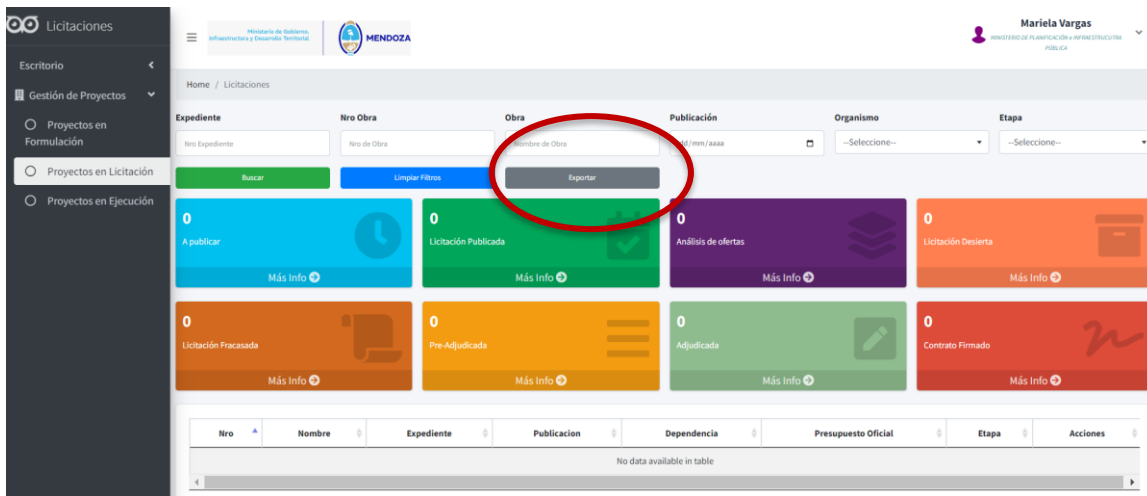 Licitaciones
Ministerio de Gobierno,
Infraestructura y Desarrollo Territorial
MENDOZA
Mariela Vargas
MINISTERIO DE PLANIFICACIÓN e INFRAESTRUCUTRA
PÚBLICA
Escritorio
Gestión de Proyectos
Proyectos en
Formulación
Proyectos en Licitación
Proyectos en Ejecución
Home / Licitaciones
Expediente Nro Obra Obra Publicación Organismo Etapa
Nro Expediente Nro de Obra Nombre de Obra dd/mm/aaaa --Seleccione-- --Seleccione--
Buscar Limpiar Filtros Exportar
0 0 0 0
A publicar Licitación Publicada Análisis de ofertas Licitación Desierta
Más Info Más Info Más Info Más Info
0 0 0 0
Licitación Fracasada Pre-Adjudicada Adjudicada Contrato Firmado
Más Info Más Info Más Info Más Info
Nro Nombre Expediente Publicacion Dependencia Presupuesto Oficial Etapa Acciones
No data available in table